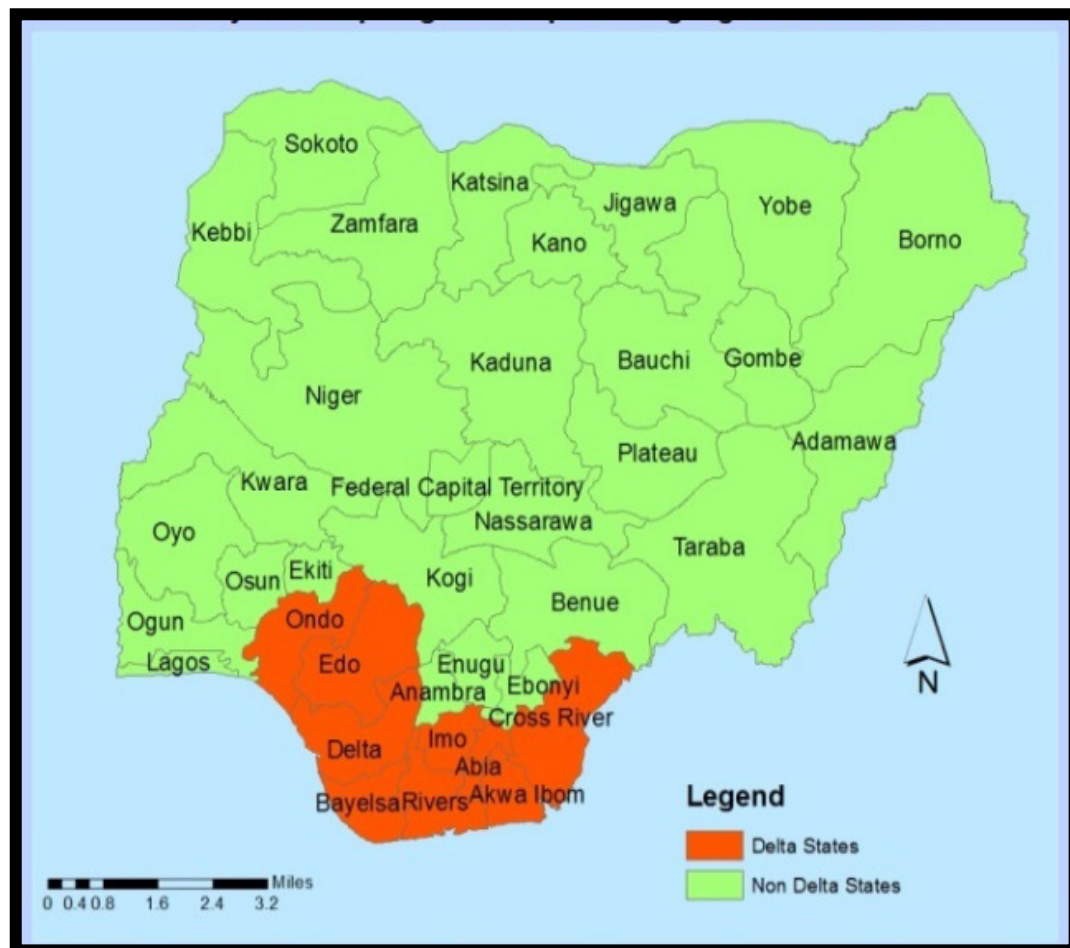 Sokoto
Katsina
Jigawa
Yobe
Kebbi
Zamfara
Kano
Borno
Kaduna
Bauchi
Gombe
Niger
Adamawa
Plateau
Kwara
Federal Capital Territory
Nassarawa
Oyo
Taraba
Osun
Ekiti
Kogi
Benue
Ogun
Ondo
Lagos
Edo
Enugu
Anambra
Ebonyi
Cross River
Delta
Imo
Abia
Bayelsa
Rivers
Akwa Ibom
N
Legend
Delta States
Non Delta States
Miles
0 0.4 0.8 1.6 2.4 3.2